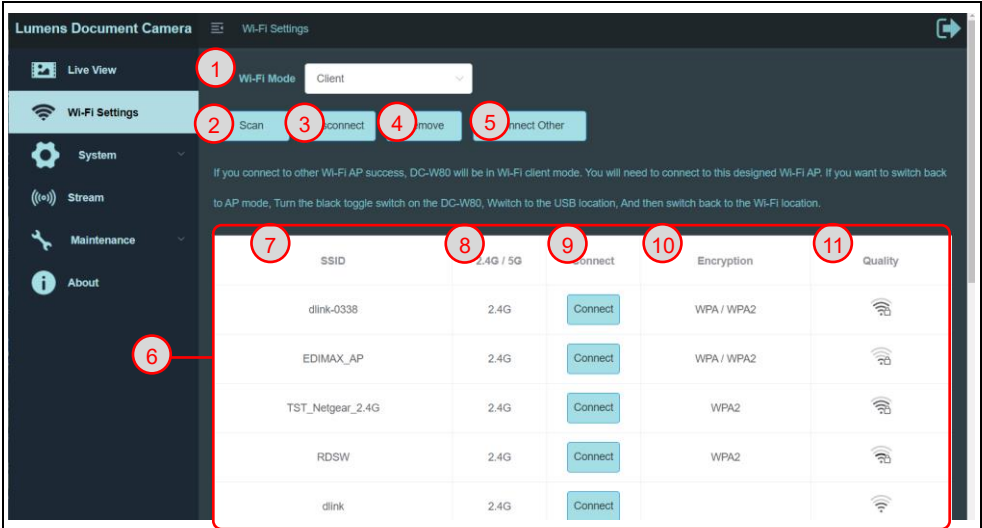 Lumens Document Camera
Wi-Fi Settings
Live View
Wi-Fi Settings
System
Stream
Maintenance
About
1
Wi-Fi Mode
Client
2
Scan
3
4
5
Other
If you connect to other Wi-Fi AP success, DC-W80 will be in Wi-Fi client mode. You will need to connect to this designed Wi-Fi AP. If you want to switch back
to AP mode, Turn the black toggle switch on the DC-W80, Wwitch to the USB location, And then switch back to the Wi-Fi location.
6
7 8 9 10 11
SSID 2.4G / 5G Connect Encryption Quality
dlink-0338 2.4G Connect WPA / WPA2
EDIMAX_AP 2.4G Connect WPA / WPA2
TST_Netgear_2.4G 2.4G Connect WPA2
RDSW 2.4G Connect WPA2
dlink 2.4G Connect